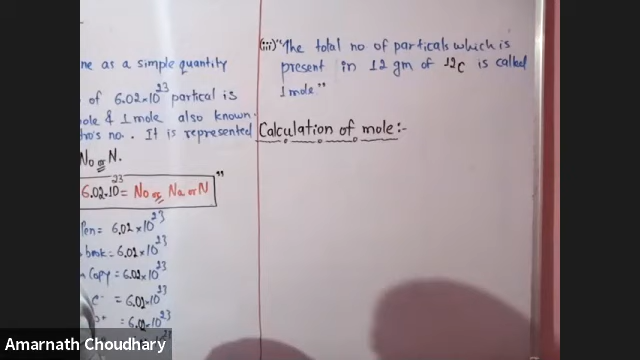 ne as a simple quantity
of 6.02×10²³ partical is
ole & 1 mole also known.
ro's no. It is represented
No or N.
6.02×10²³ = No or Na or N"
Pen = 6.02×10²³
book = 6.02×10²³
Copy = 6.02×10²³
e⁻ = 6.02×10²³
P⁺ = 6.02×10²³
(iii) "The total no of particals which is
present in 12 gm of ¹²C is called
1 mole"
Calculation of mole:-
Amarnath Choudhary